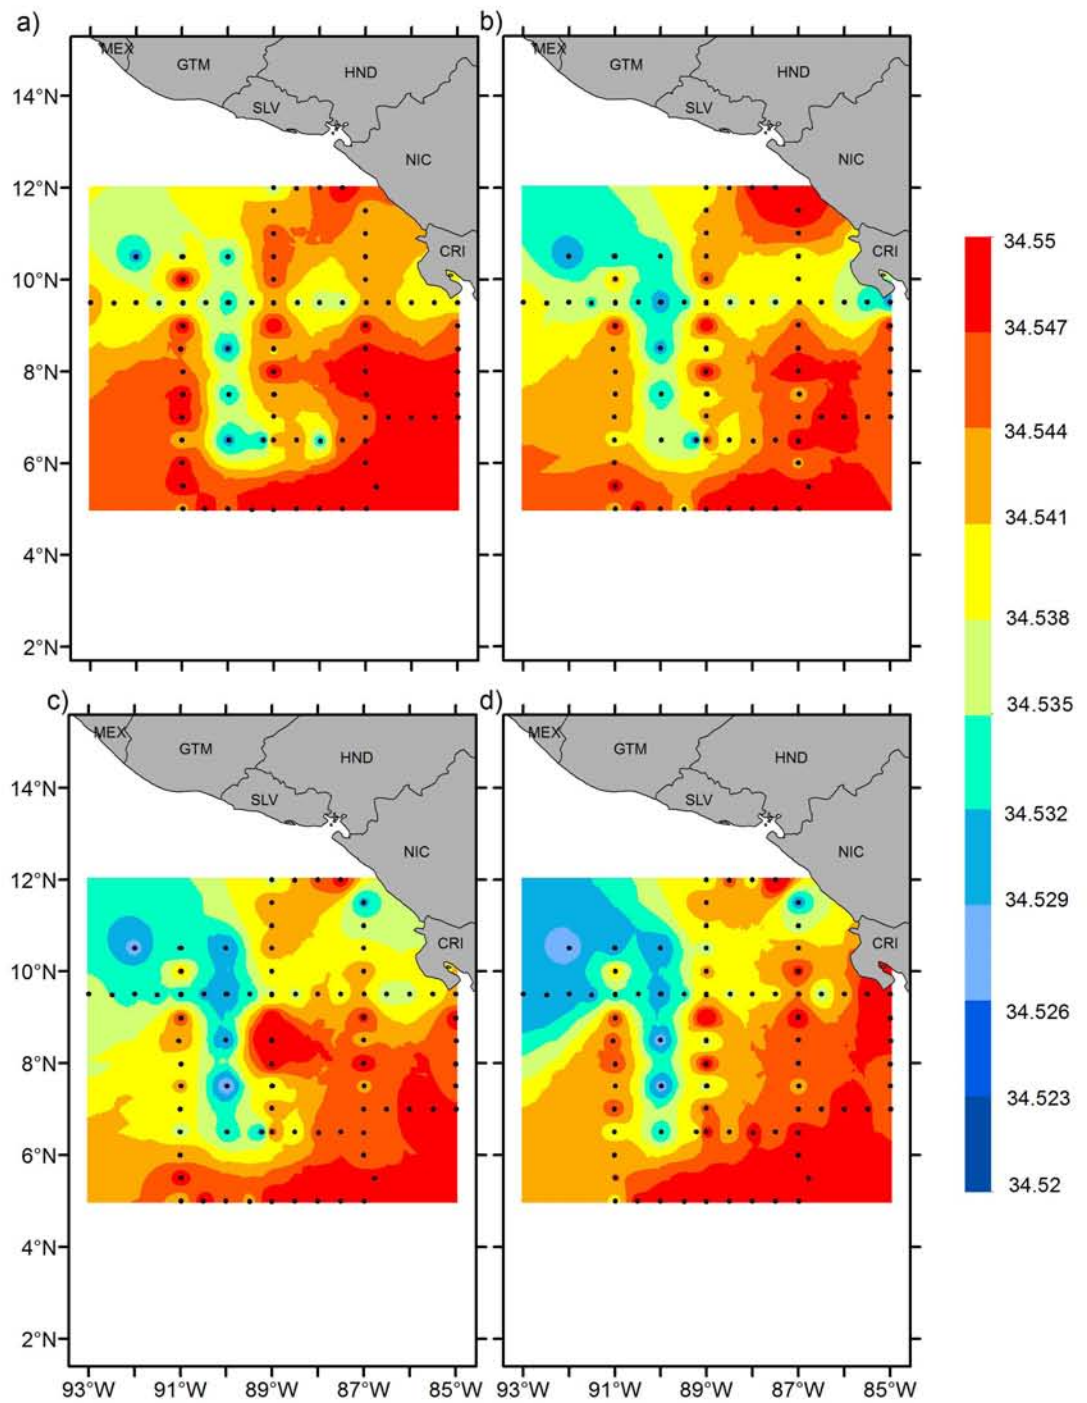 a)
b)
MEX
GTM
HND
SLV
NIC
CRI
MEX
GTM
HND
SLV
NIC
CRI
14°N
12°N
10°N
8°N
6°N
4°N
2°N
34.55
34.547
34.544
34.541
34.538
34.535
34.532
34.529
34.526
34.523
34.52
c)
d)
MEX
GTM
HND
SLV
NIC
CRI
MEX
GTM
HND
SLV
NIC
CRI
14°N
12°N
10°N
8°N
6°N
4°N
2°N
93°W 91°W 89°W 87°W 85°W 93°W 91°W 89°W 87°W 85°W